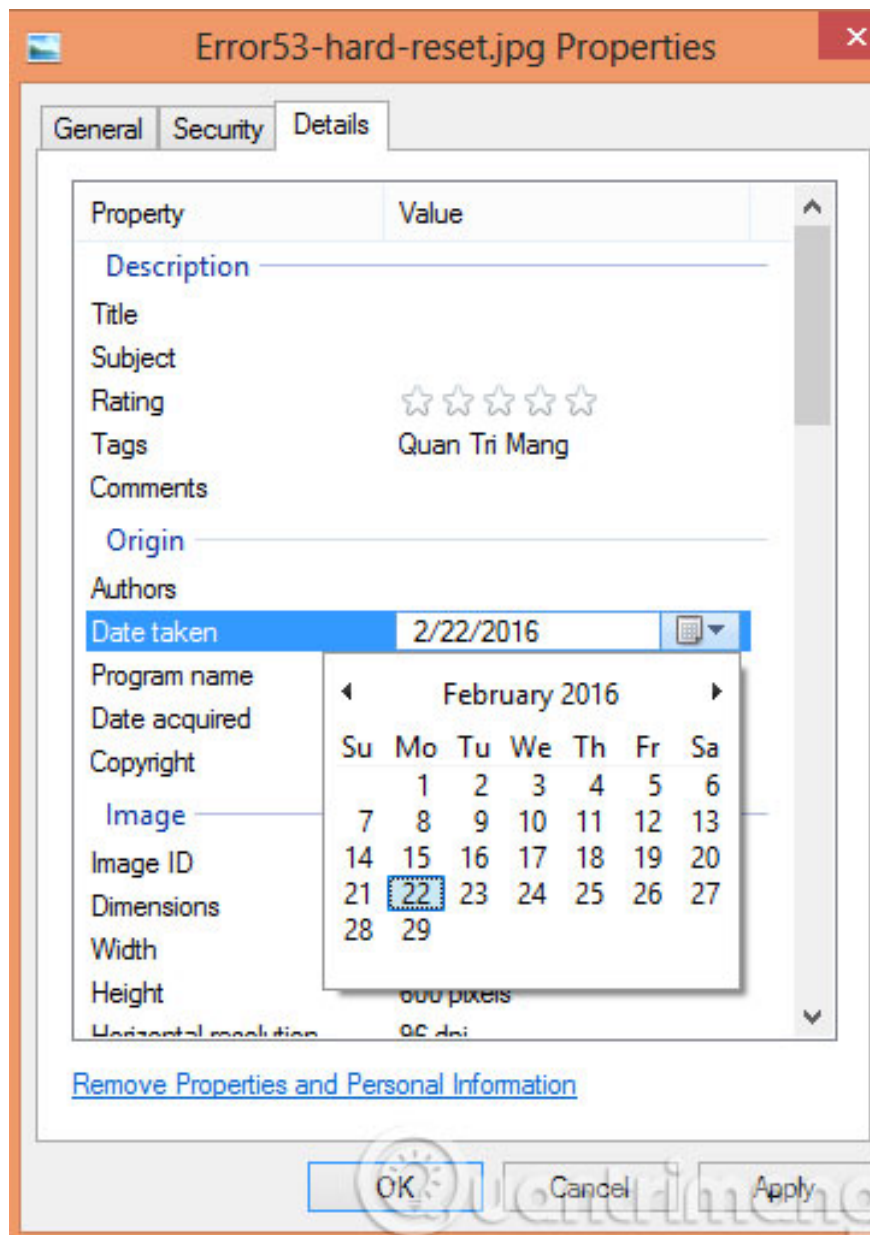 Error53-hard-reset.jpg Properties
General Security Details
Property Value
Description
Title
Subject
Rating
Tags Quan Tri Mang
Comments
Origin
Authors
Date taken 2/22/2016
Program name
Date acquired
Copyright
February 2016
Su Mo Tu We Th Fr Sa
1 2 3 4 5 6
7 8 9 10 11 12 13
14 15 16 17 18 19 20
21 22 23 24 25 26 27
28 29
Image
Image ID
Dimensions
Width
Height 600 pixels
Horizontal resolution 96 dpi
Remove Properties and Personal Information
OK Cancel Apply
Quantrimang